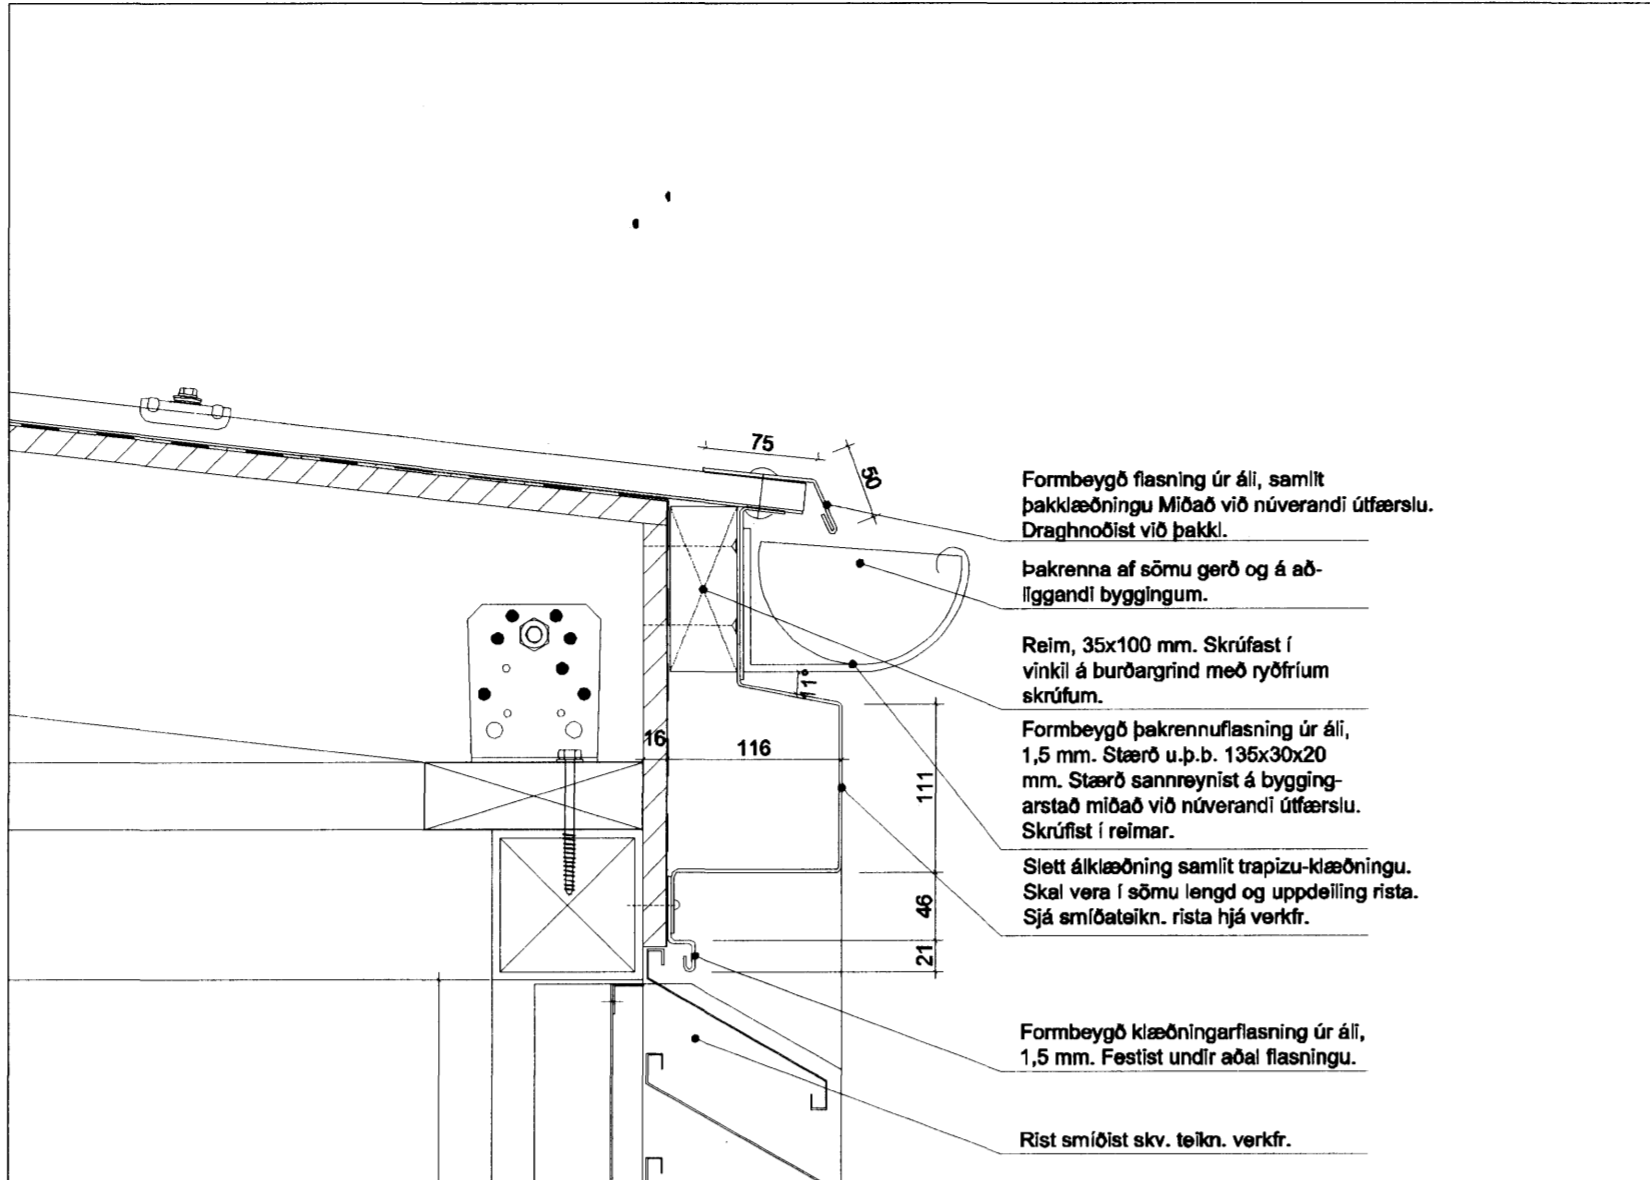 75
50
Formbeygð flasning úr áli, samlit
þakklæðningu Miðað við núverandi útfærslu.
Draghnoðist við þakkl.
Þakrenna af sömu gerð og á að-
liggandi byggingum.
Reim, 35x100 mm. Skrúfast í
vinkil á burðargrind með ryðfríum
skrúfum.
11°
Formbeygð þakrennuflasning úr áli,
1,5 mm. Stærð u.þ.b. 135x30x20
mm. Stærð sannreynist á bygging-
arstað miðað við núverandi útfærslu.
Skrúfist í reimar.
16
116
111
Slett álklæðning samlit trapizu-klæðningu.
Skal vera í sömu lengd og uppdeiling rista.
Sjá smíðateikn. rista hjá verkfr.
46
21
Formbeygð klæðningarflasning úr áli,
1,5 mm. Festist undir aðal flasningu.
Rist smíðist skv. teikn. verkfr.